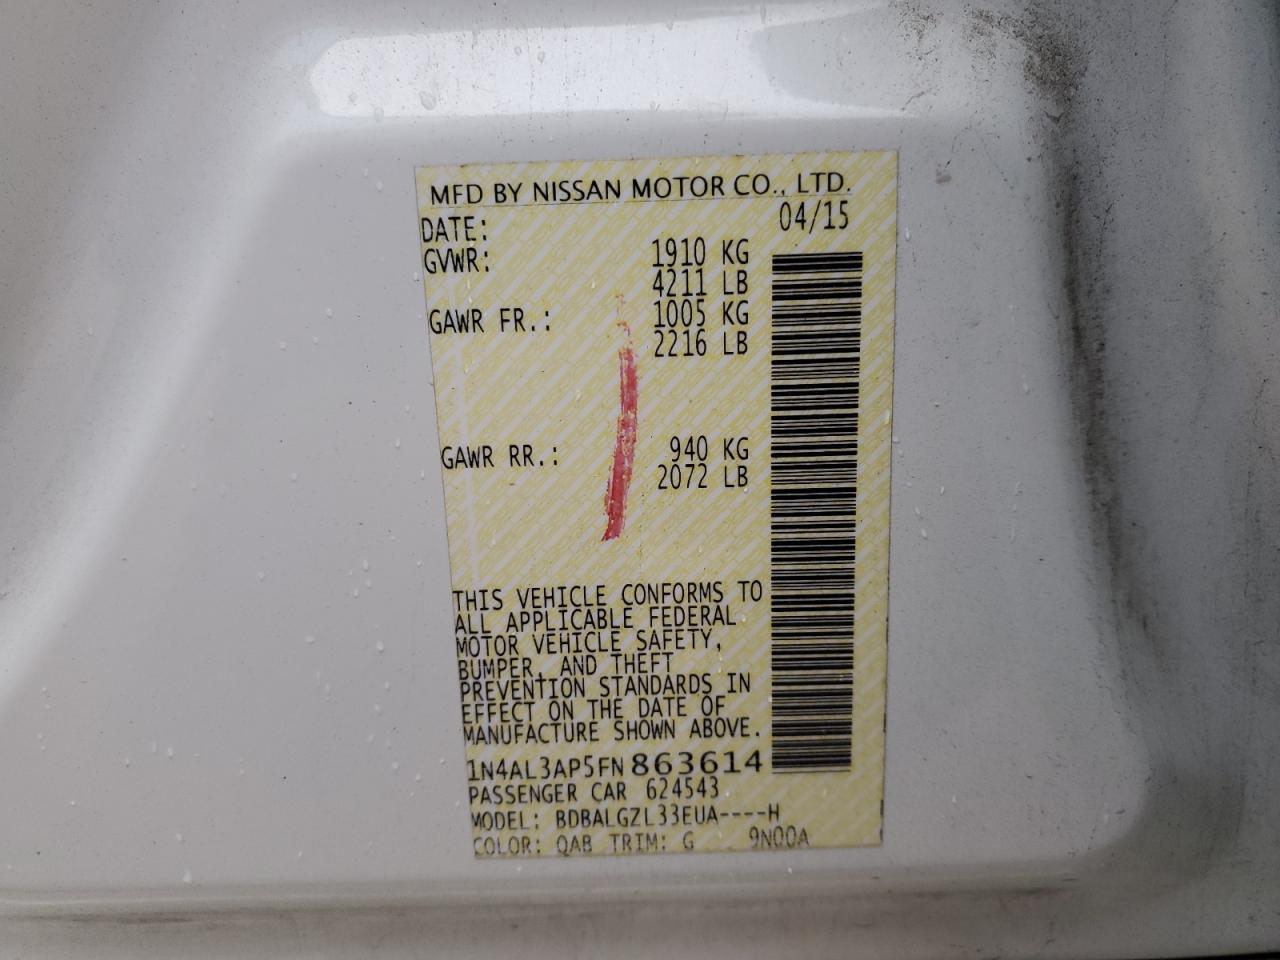 MFD BY NISSAN MOTOR CO., LTD.
DATE: 04/15
GVWR: 1910 KG
4211 LB
GAWR FR.: 1005 KG
2216 LB
GAWR RR.: 940 KG
2072 LB
THIS VEHICLE CONFORMS TO
ALL APPLICABLE FEDERAL
MOTOR VEHICLE SAFETY,
BUMPER, AND THEFT
PREVENTION STANDARDS IN
EFFECT ON THE DATE OF
MANUFACTURE SHOWN ABOVE.
1N4AL3AP5FN863614
PASSENGER CAR 624543
MODEL: BDBALGZL33EUA----H
COLOR: QAB TRIM: G 9N00A